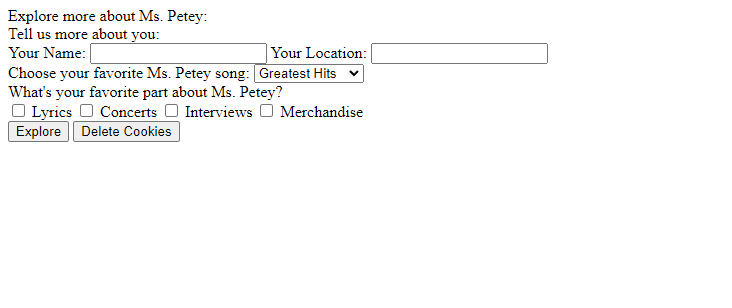 Explore more about Ms. Petey:
Tell us more about you:
Your Name: Your Location:
Choose your favorite Ms. Petey song: Greatest Hits
What's your favorite part about Ms. Petey?
Lyrics Concerts Interviews Merchandise
Explore Delete Cookies